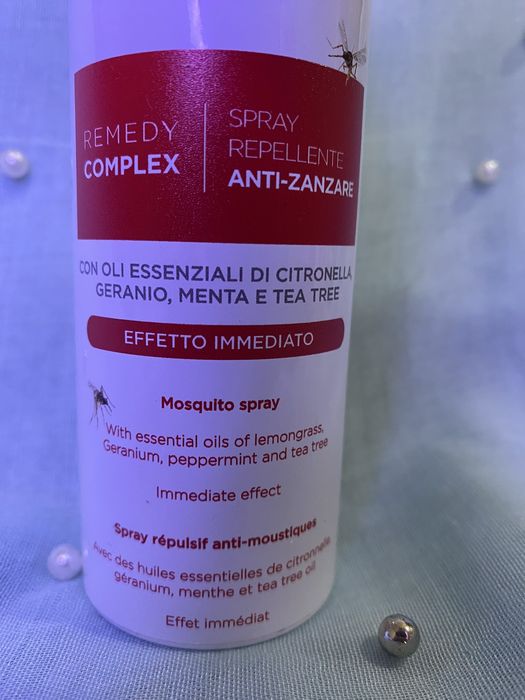 REMEDY
COMPLEX
SPRAY
REPELLENTE
ANTI-ZANZARE
CON OLI ESSENZIALI DI CITRONELLA,
GERANIO, MENTA E TEA TREE
EFFETTO IMMEDIATO
Mosquito spray
With essential oils of lemongrass,
Geranium, peppermint and tea tree
Immediate effect
Spray répulsif anti-moustiques
Avec des huiles essentielles de citronnelle,
géranium, menthe et tea tree oil
Effet immédiat